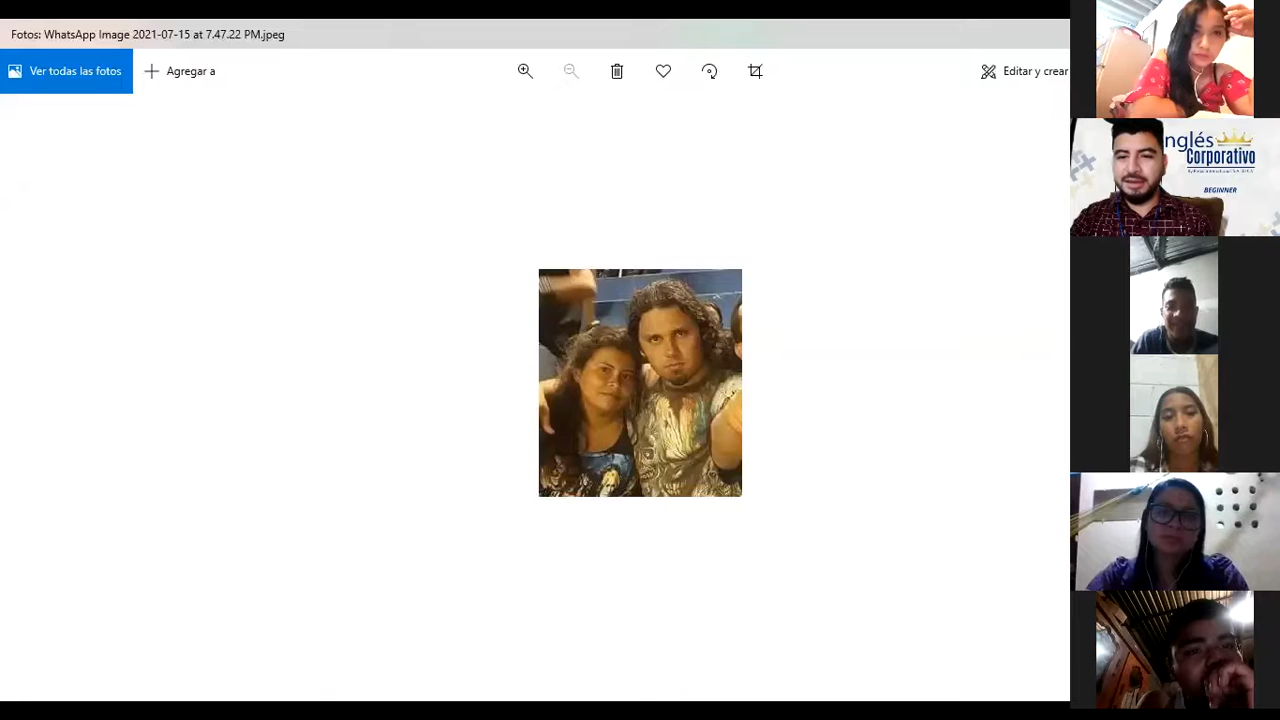 Fotos: WhatsApp Image 2021-07-15 at 7.47.22 PM.jpeg
Ver todas las fotos
Agregar a
Editar y crear
nglés
Corporativo
BEGINNER